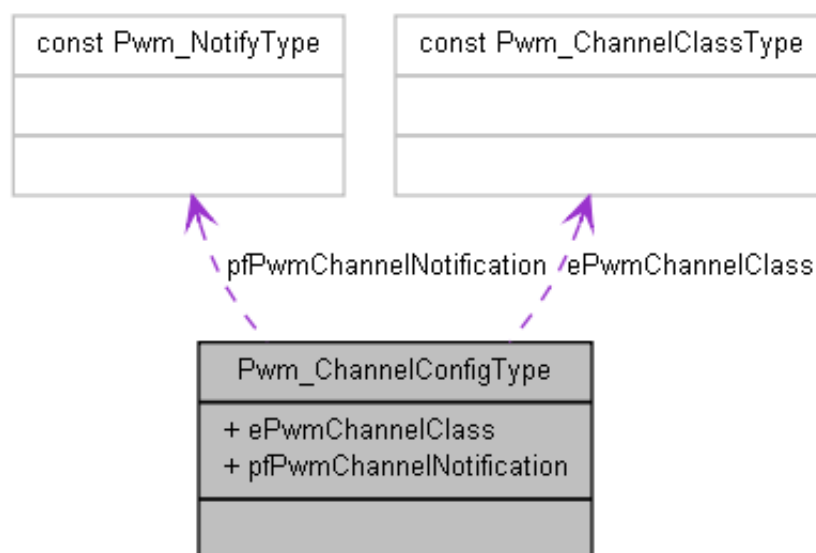 const Pwm_NotifyType
const Pwm_ChannelClassType
pfPwmChannelNotification
ePwmChannelClass
Pwm_ChannelConfigType
+ ePwmChannelClass
+ pfPwmChannelNotification